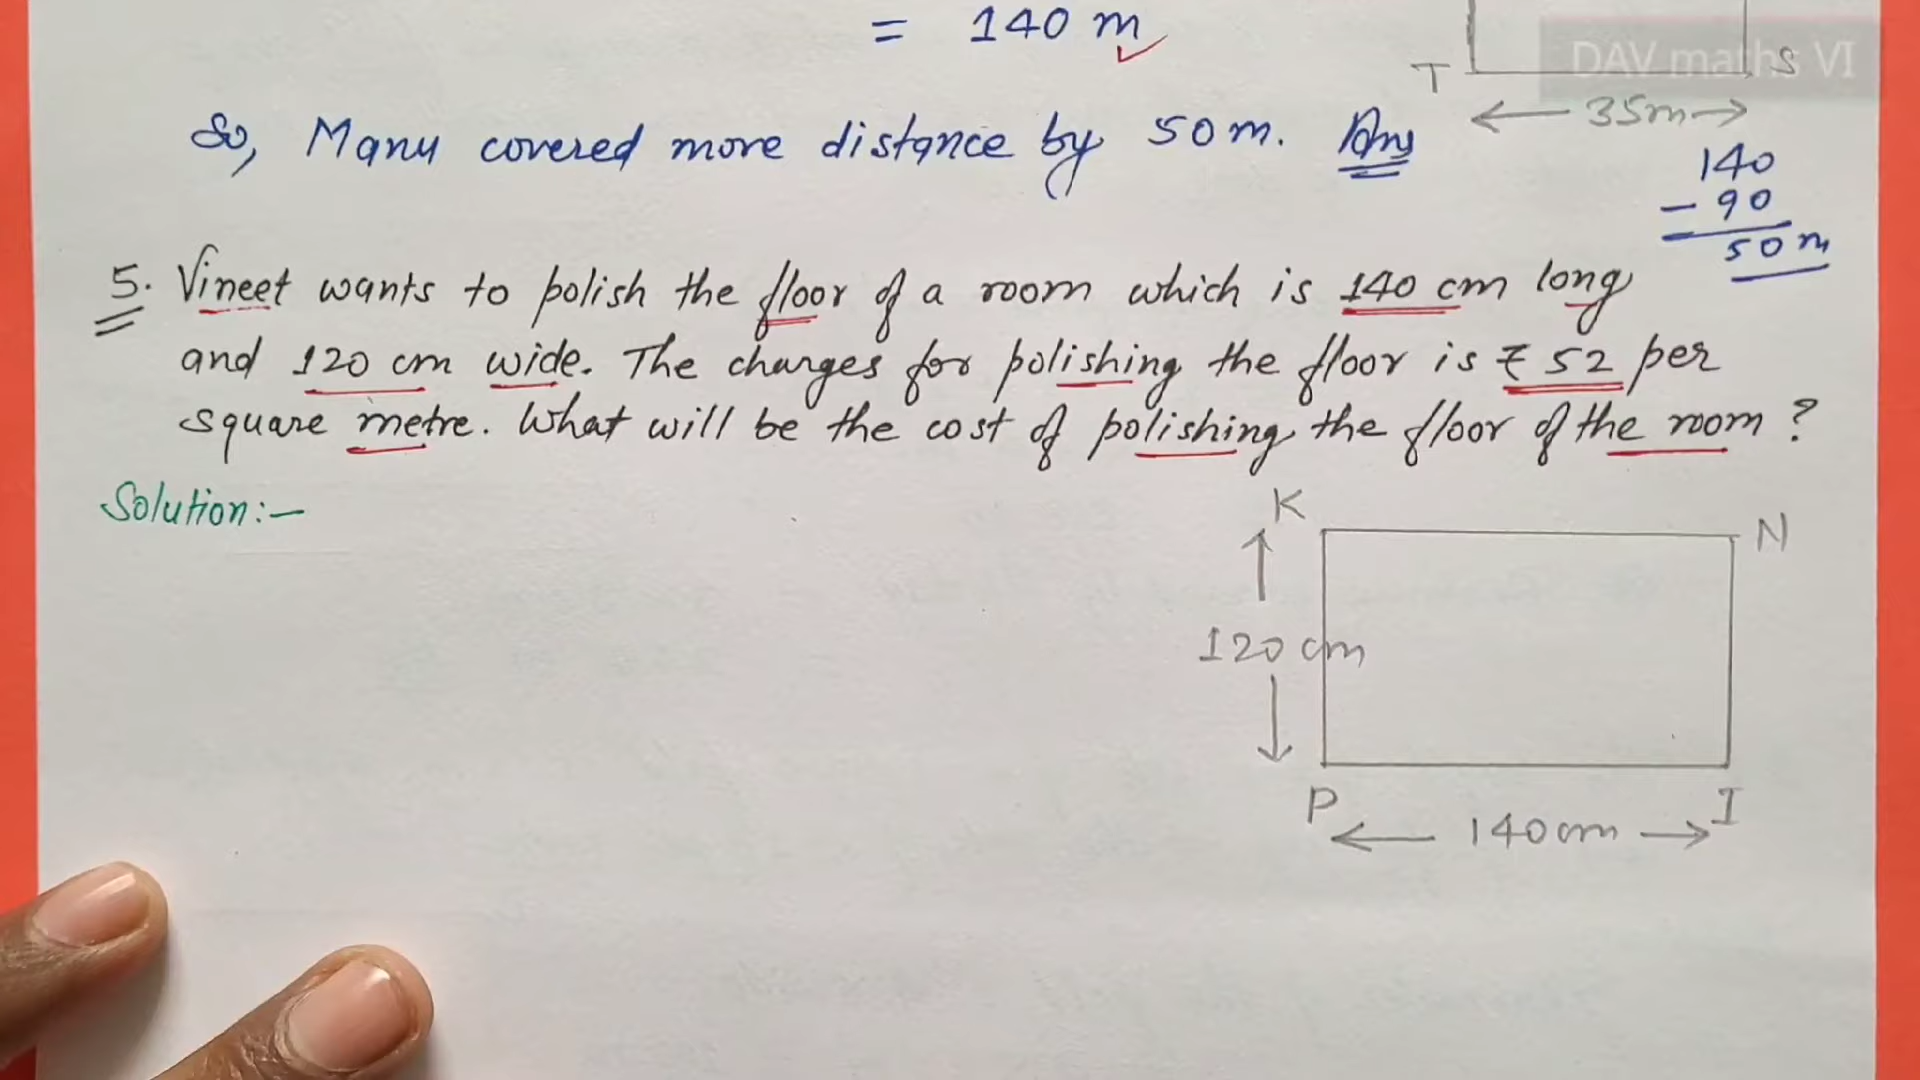 = 140 m
DAV maths VI
T S
35m
So, Manu covered more distance by 50 m. Ans
140
- 90
50 m
5. Vineet wants to polish the floor of a room which is 140 cm long
and 120 cm wide. The charges for polishing the floor is ₹ 52 per
square metre. What will be the cost of polishing the floor of the room ?
Solution:-
K N
120 cm
P I
140cm